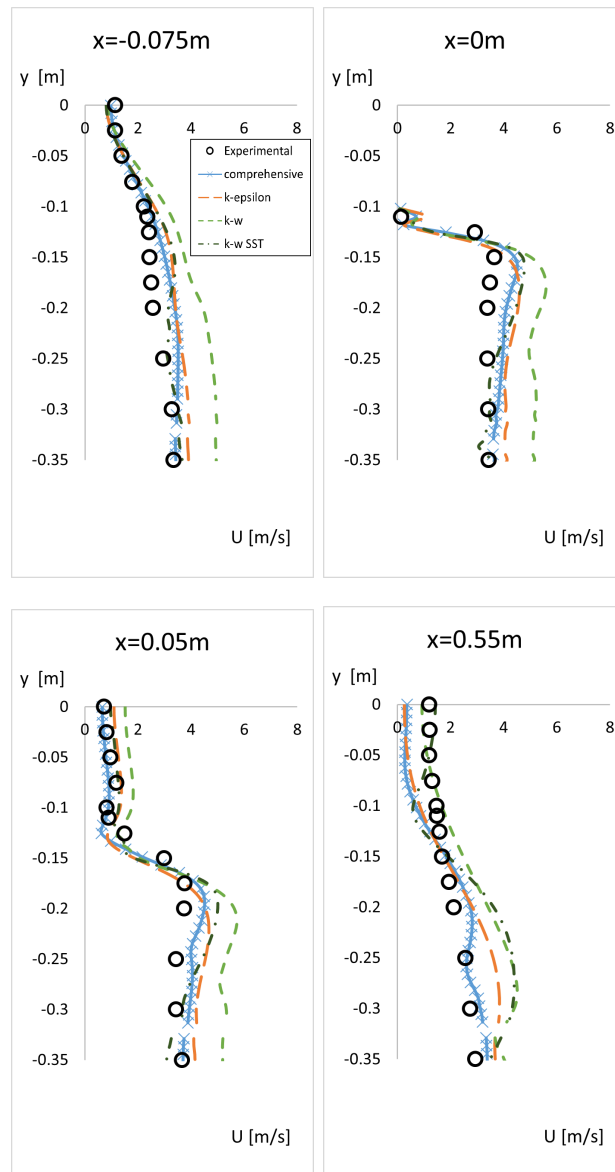 x=-0.075m
y [m]
0
0 2 4 6 8
-0.05
-0.1
-0.15
-0.2
-0.25
-0.3
-0.35
Experimental
comprehensive
k-epsilon
k-w
k-w SST
U [m/s]
x=0m
y [m]
0
0 2 4 6 8
-0.05
-0.1
-0.15
-0.2
-0.25
-0.3
-0.35
U [m/s]
x=0.05m
y [m]
0
0 2 4 6 8
-0.05
-0.1
-0.15
-0.2
-0.25
-0.3
-0.35
U [m/s]
x=0.55m
y [m]
0
0 2 4 6 8
-0.05
-0.1
-0.15
-0.2
-0.25
-0.3
-0.35
U [m/s]